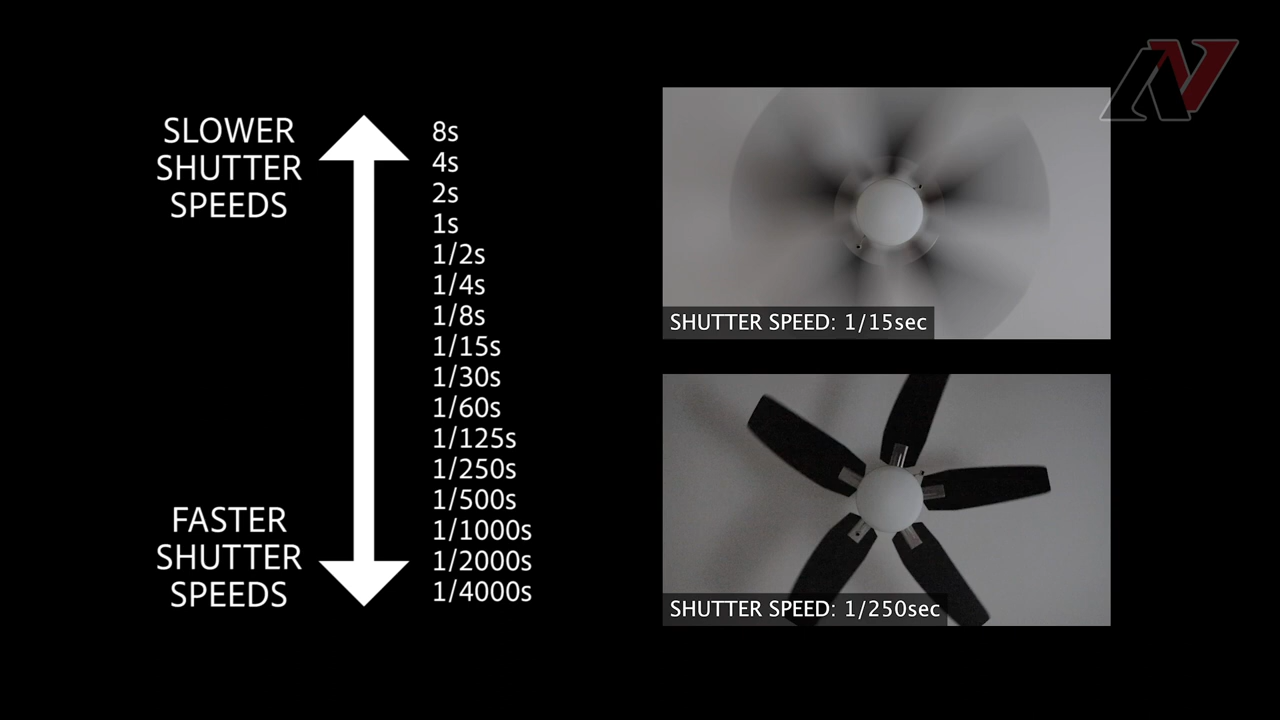 SLOWER
SHUTTER
SPEEDS
8s
4s
2s
1s
1/2s
1/4s
1/8s
1/15s
1/30s
1/60s
1/125s
1/250s
1/500s
1/1000s
1/2000s
1/4000s
FASTER
SHUTTER
SPEEDS
SHUTTER SPEED: 1/15sec
SHUTTER SPEED: 1/250sec